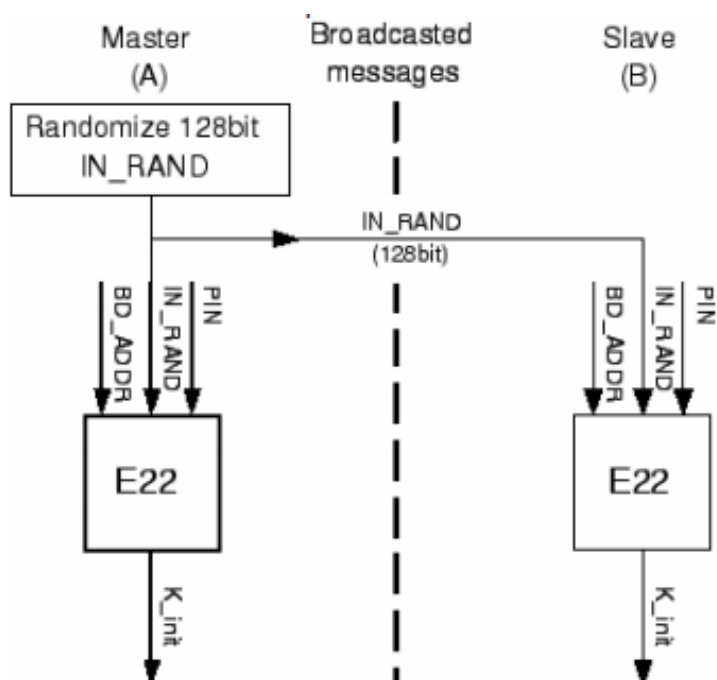 Master
(A)
Broadcasted
messages
Slave
(B)
Randomize 128bit
IN_RAND
IN_RAND
(128bit)
BD_ADDR
IN_RAND
PIN
BD_ADDR
IN_RAND
PIN
E22
E22
K_init
K_init